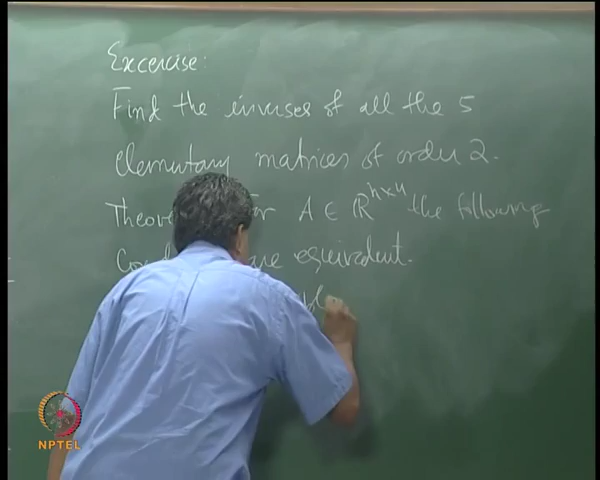 Excercise:
Find the inverses of all the 5
elementary matrices of order 2.
For A ∈ ℝ^{n×n} the following
are equivalent.
NPTEL